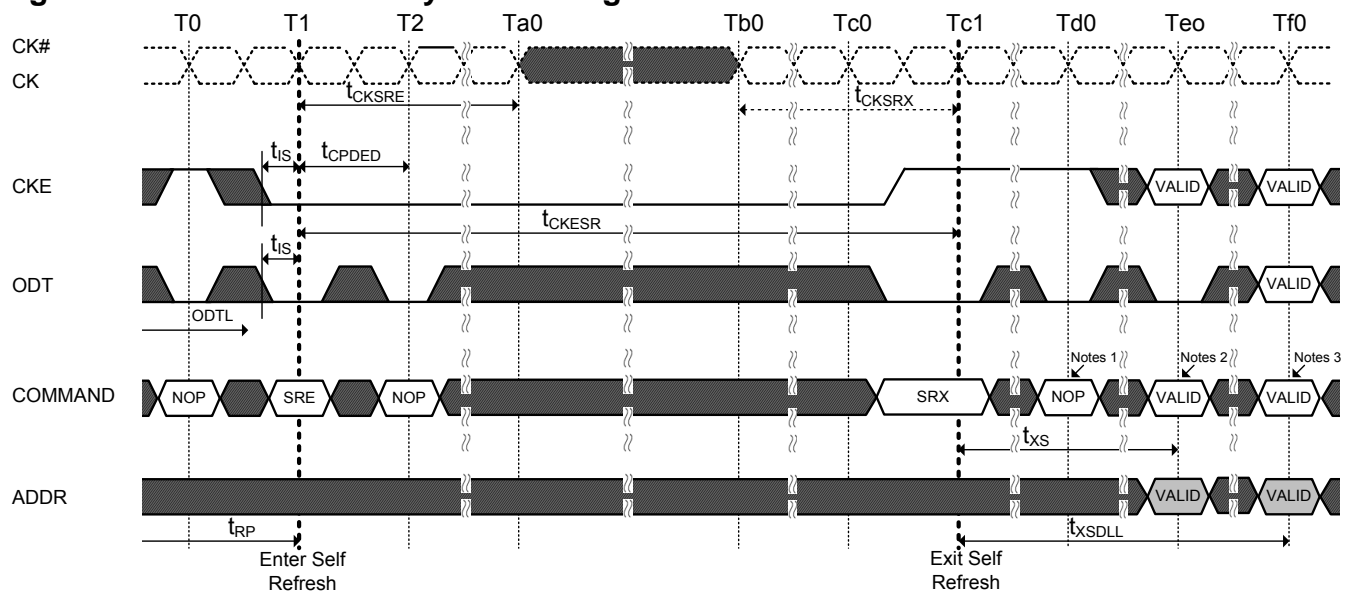 T0 T1 T2 Ta0 Tb0 Tc0 Tc1 Td0 Teo Tf0
CK#
CK
tCKSRE
tCKSRX
tIS
tCPDED
CKE
VALID VALID
tCKESR
tIS
ODT
VALID
ODTL
Notes 1
Notes 2
Notes 3
COMMAND
NOP SRE NOP SRX NOP VALID VALID
tXS
ADDR
VALID VALID
tRP
tXSDLL
Enter Self
Refresh
Exit Self
Refresh